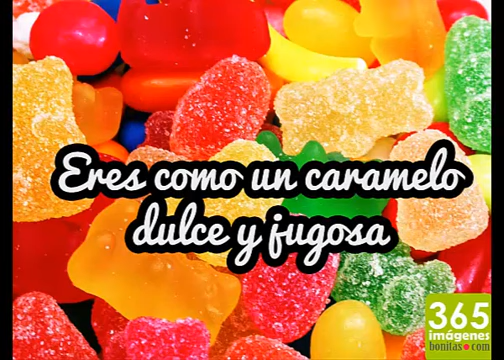 Eres como un caramelo
dulce y jugosa
365
imágenes
bonitas.com